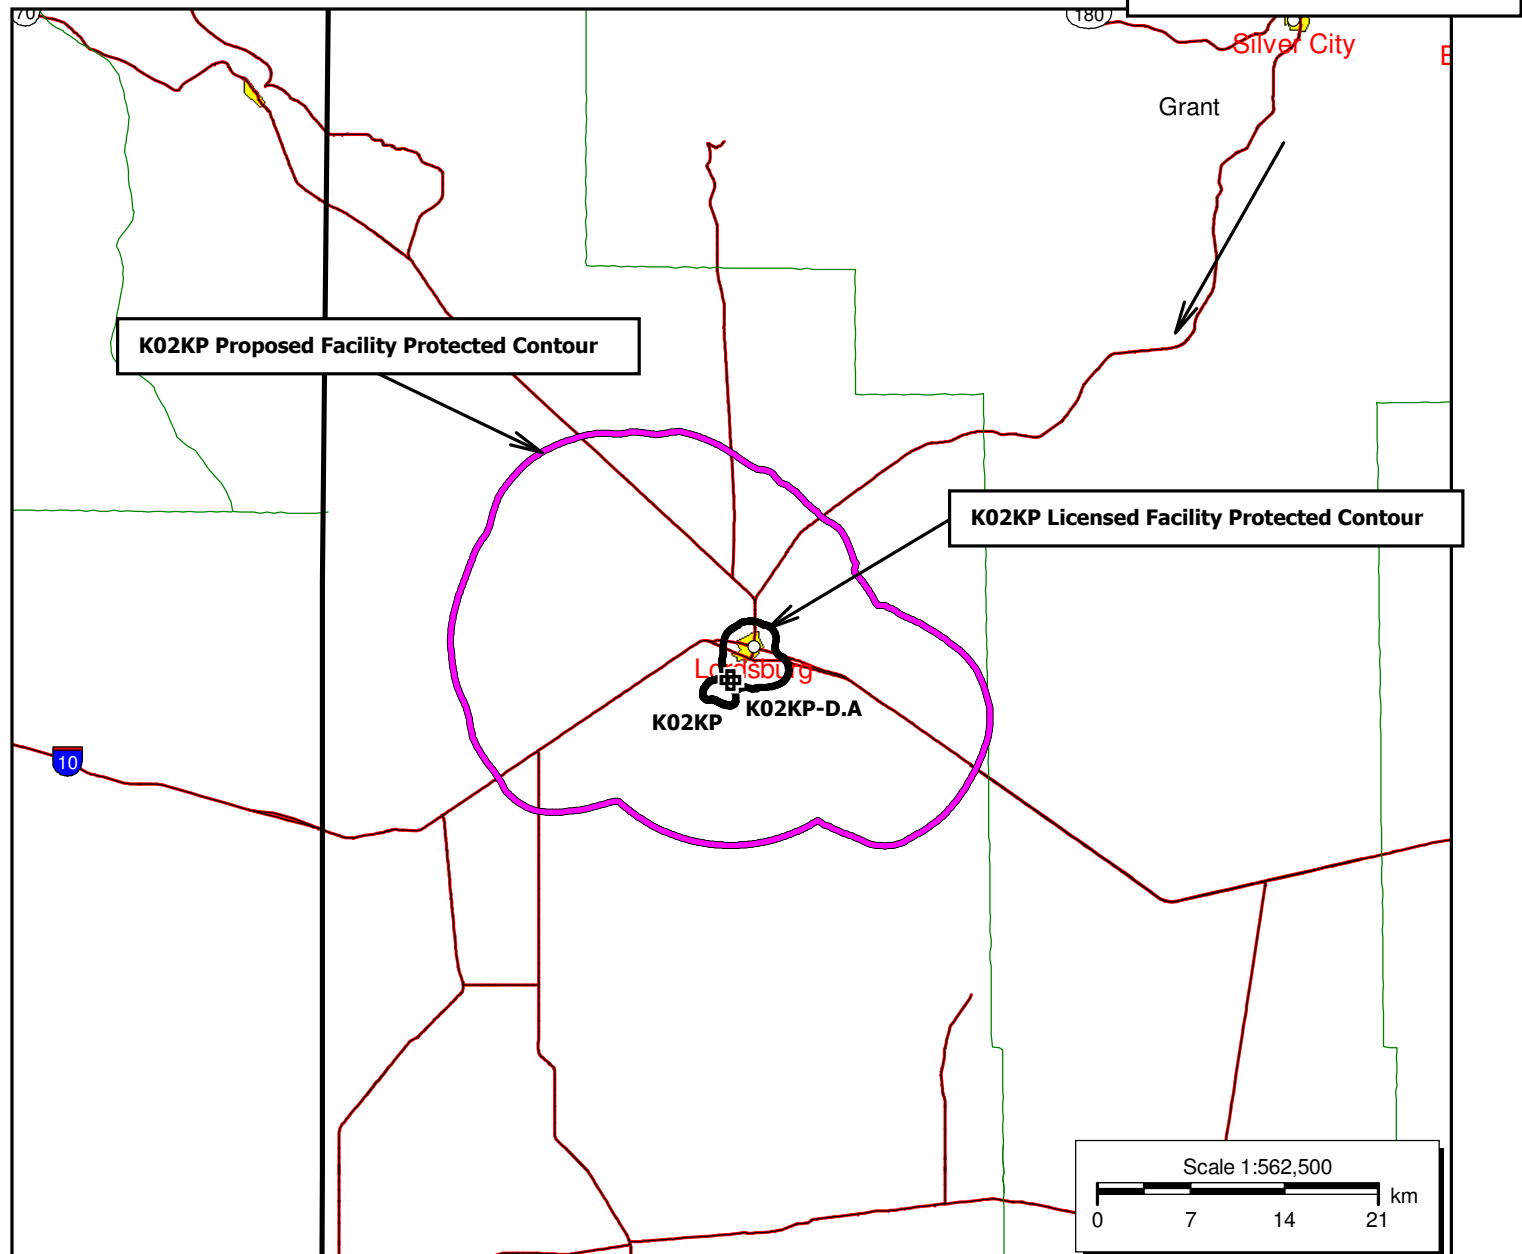 70
180
Silver City
Grant
K02KP Proposed Facility Protected Contour
K02KP Licensed Facility Protected Contour
Lordsburg
K02KP-D.A
K02KP
10
Scale 1:562,500
km
0 7 14 21